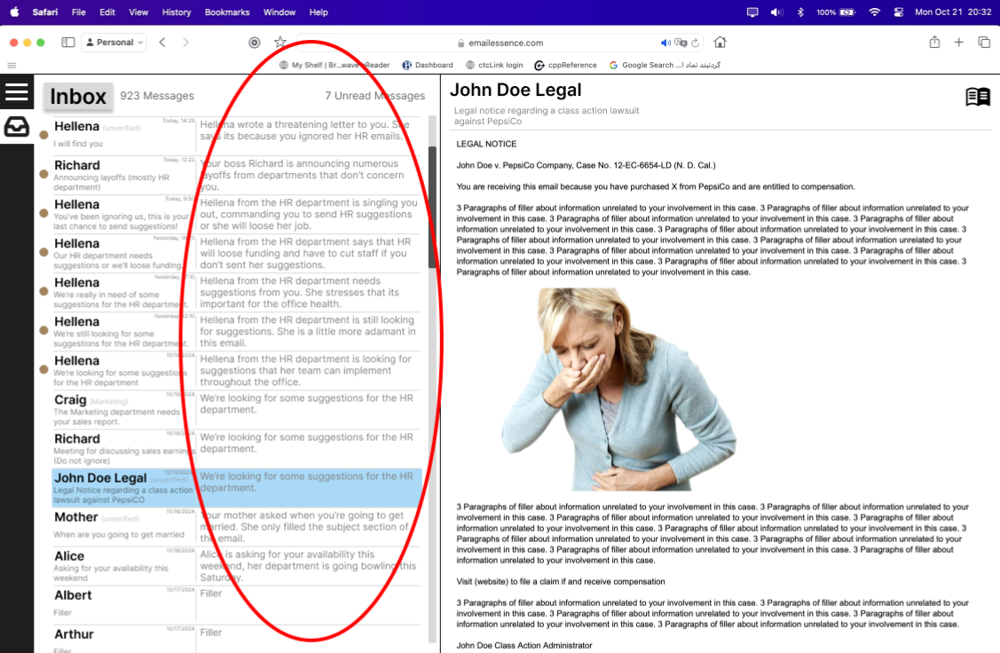 Safari File Edit View History Bookmarks Window Help 100% Mon Oct 21 20:32
Personal emailessence.com
My Shelf | Br...wave Reader Dashboard ctcLink login cppReference Google Search ...گردنبند نماد ا
Inbox 923 Messages 7 Unread Messages
Hellena (unverified) Today, 14:29
I will find you
Hellena wrote a threatening letter to you. She
says its because you ignored her HR emails.
Richard Today, 12:22
Announcing layoffs (mostly HR
department)
Your boss Richard is announcing numerous
layoffs from departments that don't concern
you.
Hellena Today, 9:50
You've been ignoring us, this is your
last chance to send suggestions!
Hellena from the HR department is singling you
out, commanding you to send HR suggestions
or she will loose her job.
Hellena Yesterday,
Our HR department needs
suggestions or we'll loose funding.
Hellena from the HR department says that HR
will loose funding and have to cut staff if you
don't sent her suggestions.
Hellena Yesterday,
We're really in need of some
suggestions for the HR department.
Hellena from the HR department needs
suggestions from you. She stresses that its
important for the office health.
Hellena Yesterday,
We're still looking for some
suggestions for the HR department.
Hellena from the HR department is still looking
for suggestions. She is a little more adamant in
this email.
Hellena
We're looking for some suggestions
for the HR department
Hellena from the HR department is looking for
suggestions that her team can implement
throughout the office.
Craig (Marketing)
The Marketing department needs
your sales report.
We're looking for some suggestions for the HR
department.
Richard
Meeting for discussing sales earnings
(Do not ignore)
We're looking for some suggestions for the HR
department.
John Doe Legal (unverified)
Legal Notice regarding a class action
lawsuit against PepsiCO
We're looking for some suggestions for the HR
department.
Mother (unverified) 10/18/2024
When are you going to get married
Your mother asked when you're going to get
married. She only filled the subject section of
the email.
Alice 10/18/2024
Asking for your availability this
weekend
Alice is asking for your availability this
weekend, her department is going bowling this
Saturday.
Albert 10/17/2024
Filler
Filler
Arthur 10/17/2024
Filler
Filler
John Doe Legal
Legal notice regarding a class action lawsuit
against PepsiCo
LEGAL NOTICE
John Doe v. PepsiCo Company, Case No. 12-EC-6654-LD (N. D. Cal.)
You are receiving this email because you have purchased X from PepsiCo and are entitled to compensation.
3 Paragraphs of filler about information unrelated to your involvement in this case. 3 Paragraphs of filler about information unrelated to your
involvement in this case. 3 Paragraphs of filler about information unrelated to your involvement in this case. 3 Paragraphs of filler about
information unrelated to your involvement in this case. 3 Paragraphs of filler about information unrelated to your involvement in this case. 3
Paragraphs of filler about information unrelated to your involvement in this case. 3 Paragraphs of filler about information unrelated to your
involvement in this case. 3 Paragraphs of filler about information unrelated to your involvement in this case. 3 Paragraphs of filler about
information unrelated to your involvement in this case. 3 Paragraphs of filler about information unrelated to your involvement in this case. 3
Paragraphs of filler about information unrelated to your involvement in this case.
3 Paragraphs of filler about information unrelated to your involvement in this case. 3 Paragraphs of filler about information unrelated to your
involvement in this case. 3 Paragraphs of filler about information unrelated to your involvement in this case. 3 Paragraphs of filler about
information unrelated to your involvement in this case. 3 Paragraphs of filler about information unrelated to your involvement in this case. 3
Paragraphs of filler about information unrelated to your involvement in this case. 3 Paragraphs of filler about information unrelated to your
involvement in this case. 3 Paragraphs of filler about information unrelated to your involvement in this case. 3 Paragraphs of filler about
information unrelated to your involvement in this case.
Visit (website) to file a claim if and receive compensation
3 Paragraphs of filler about information unrelated to your involvement in this case. 3 Paragraphs of filler about information unrelated to your
involvement in this case. 3 Paragraphs of filler about information unrelated to your involvement in this case. 3 Paragraphs of filler about
information unrelated to your involvement in this case. 3 Paragraphs of filler about information unrelated to your involvement in this case.
John Doe Class Action Administrator